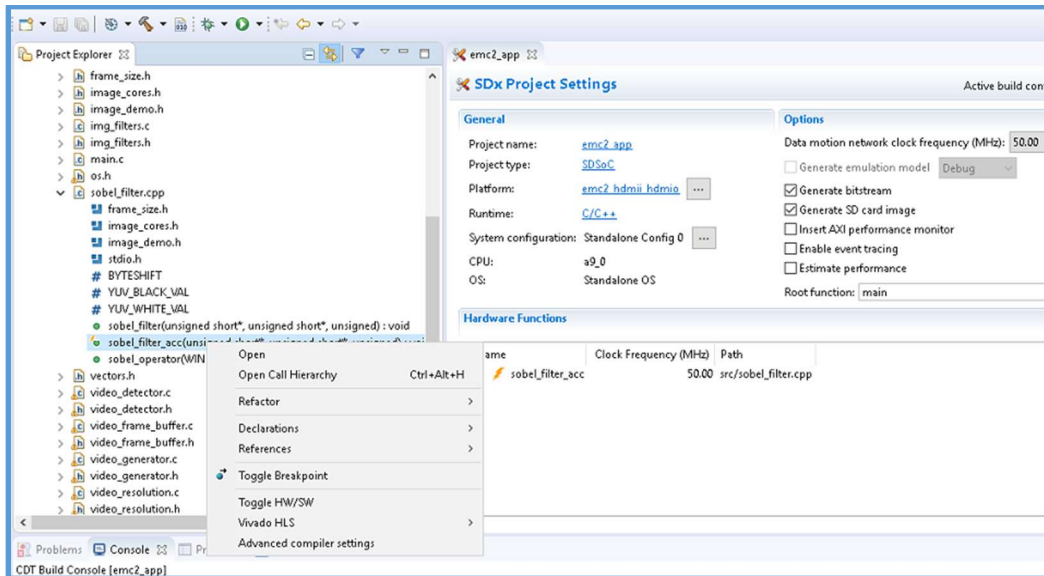 Project Explorer
frame_size.h
image_cores.h
image_demo.h
img_filters.c
img_filters.h
main.c
os.h
sobel_filter.cpp
frame_size.h
image_cores.h
image_demo.h
stdio.h
BYTESHIFT
YUV_BLACK_VAL
YUV_WHITE_VAL
sobel_filter(unsigned short*, unsigned short*, unsigned) : void
sobel_filter_acc(unsigned short*, unsigned short*, unsigned) : voi
sobel_operator(WIN
vectors.h
video_detector.c
video_detector.h
video_frame_buffer.c
video_frame_buffer.h
video_generator.c
video_generator.h
video_resolution.c
video_resolution.h
Open
Open Call Hierarchy Ctrl+Alt+H
Refactor
Declarations
References
Toggle Breakpoint
Toggle HW/SW
Vivado HLS
Advanced compiler settings
emc2_app
SDx Project Settings
Active build con
General
Project name: emc2_app
Project type: SDSoC
Platform: emc2_hdmii_hdmio ...
Runtime: C/C++
System configuration: Standalone Config 0 ...
CPU: a9_0
OS: Standalone OS
Options
Data motion network clock frequency (MHz): 50.00
Generate emulation model Debug
Generate bitstream
Generate SD card image
Insert AXI performance monitor
Enable event tracing
Estimate performance
Root function: main
Hardware Functions
ame Clock Frequency (MHz) Path
sobel_filter_acc 50.00 src/sobel_filter.cpp
Problems Console Pr
CDT Build Console [emc2_app]